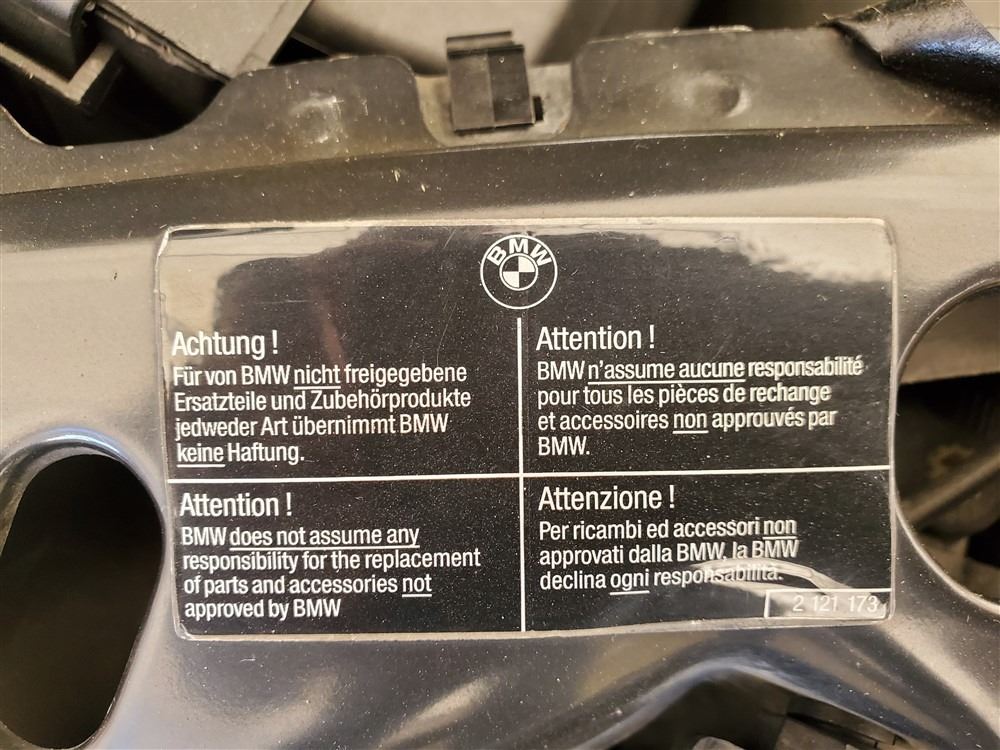 BMW
Achtung !
Für von BMW nicht freigegebene
Ersatzteile und Zubehörprodukte
jedweder Art übernimmt BMW
keine Haftung.
Attention !
BMW n'assume aucune responsabilité
pour tous les pièces de rechange
et accessoires non approuvés par
BMW.
Attention !
BMW does not assume any
responsibility for the replacement
of parts and accessories not
approved by BMW
Attenzione !
Per ricambi ed accessori non
approvati dalla BMW, la BMW
declina ogni responsabilità.
2 121 173